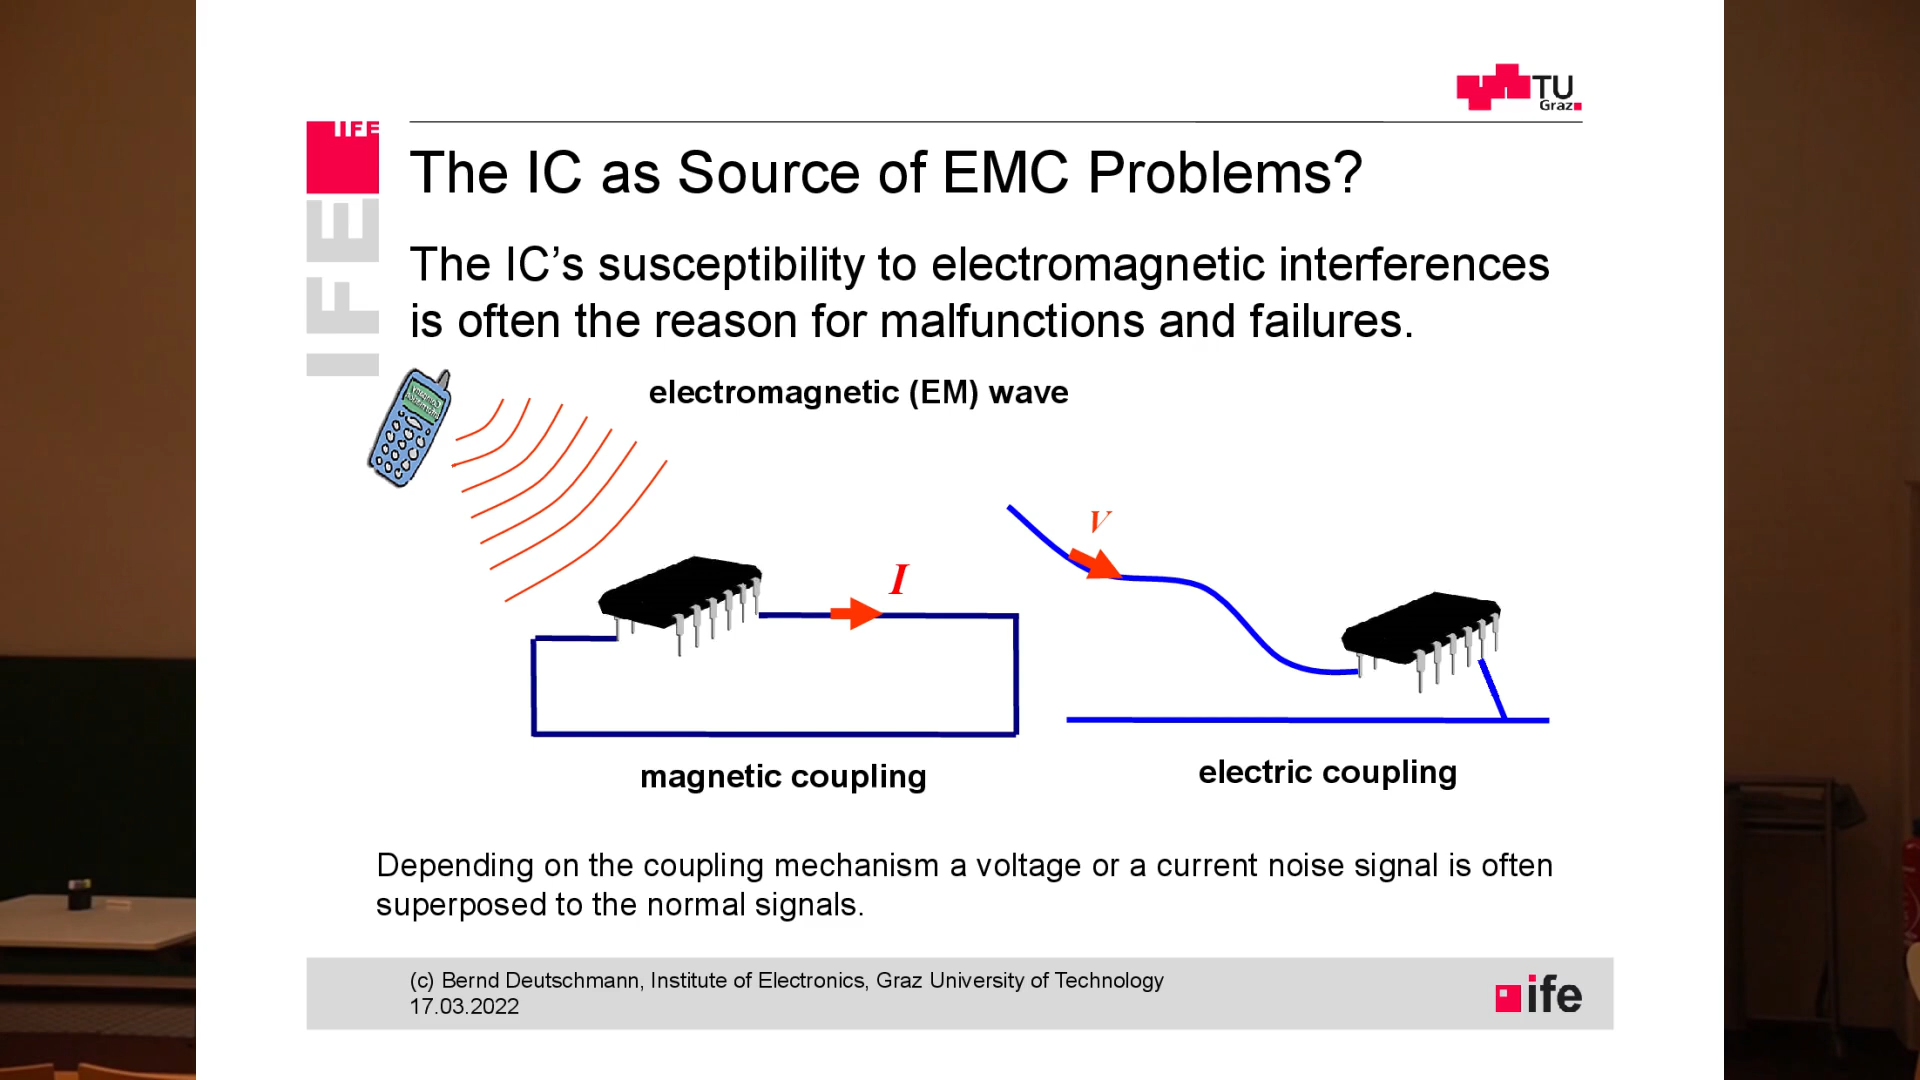 TU
Graz
IFE
IFE
The IC as Source of EMC Problems?
The IC’s susceptibility to electromagnetic interferences
is often the reason for malfunctions and failures.
electromagnetic (EM) wave
V
I
magnetic coupling
electric coupling
Depending on the coupling mechanism a voltage or a current noise signal is often
superposed to the normal signals.
(c) Bernd Deutschmann, Institute of Electronics, Graz University of Technology
17.03.2022
ife